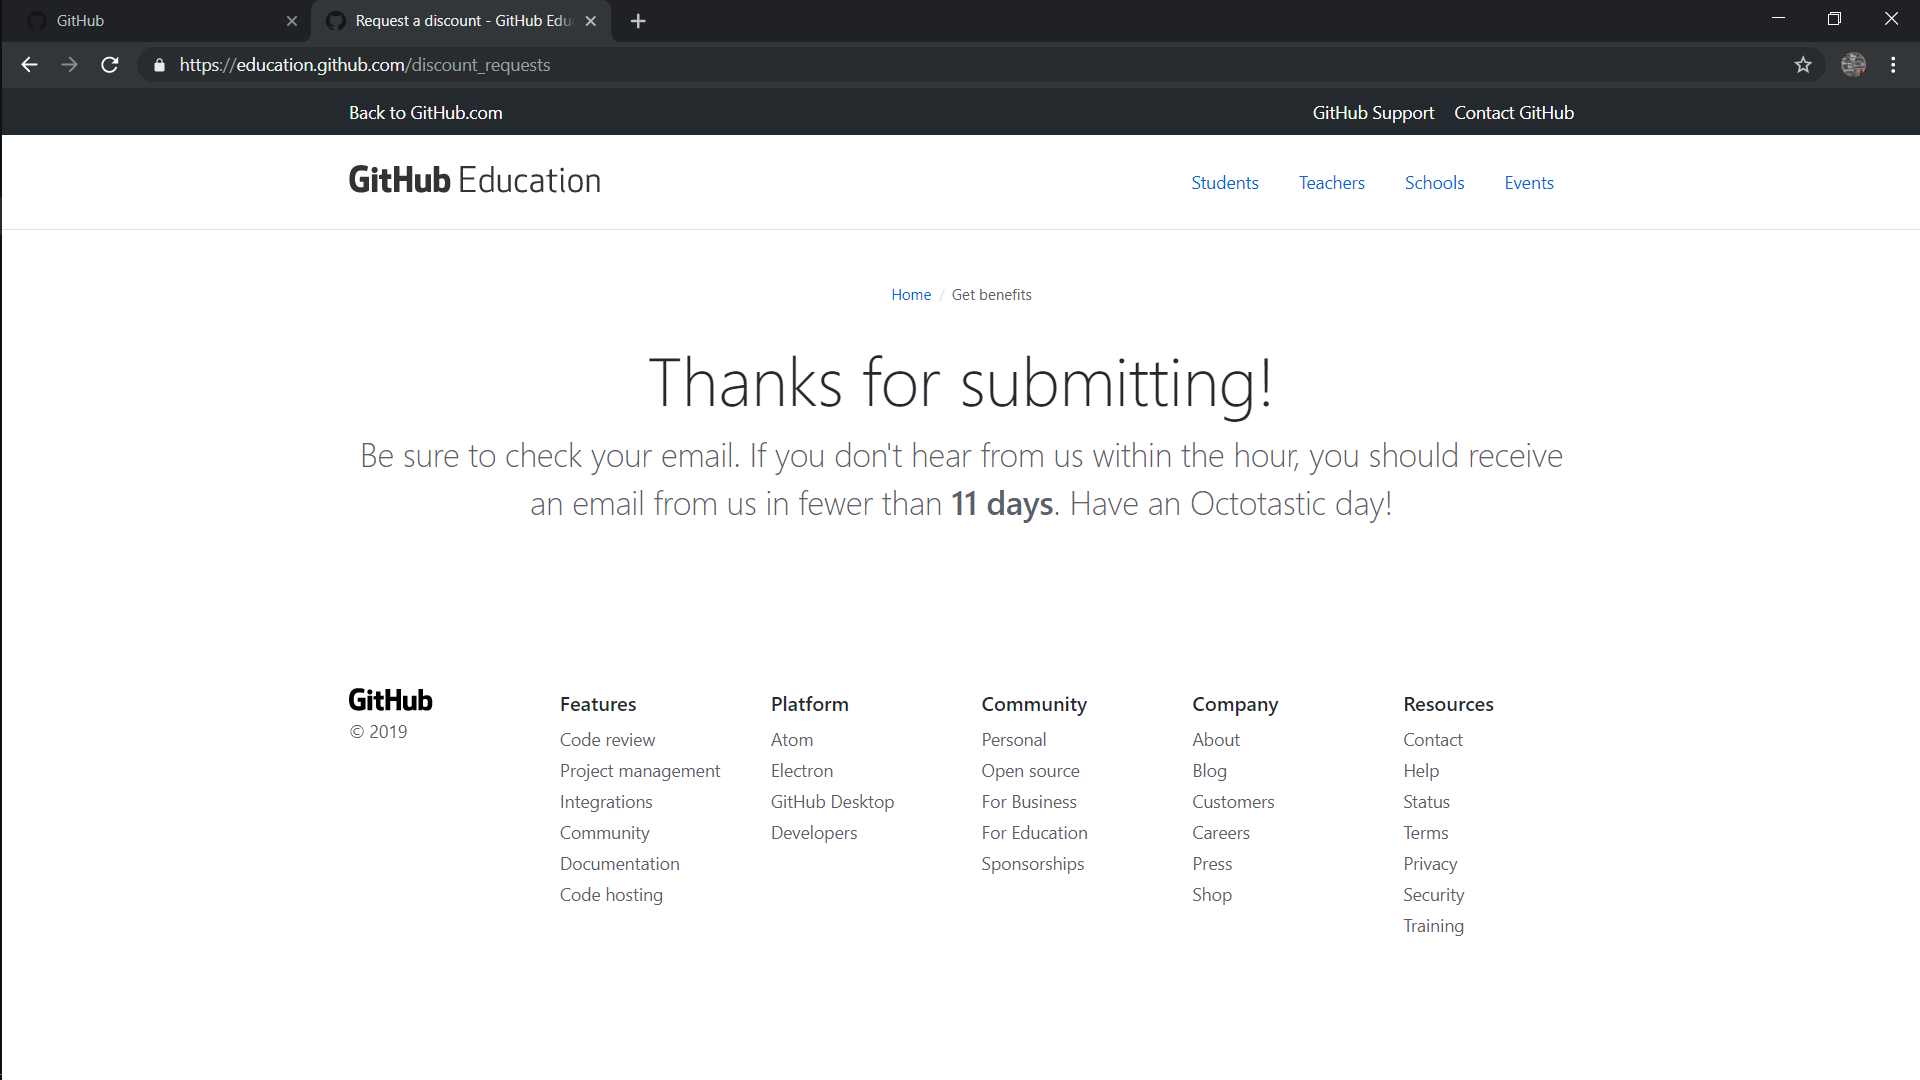 GitHub
Request a discount - GitHub Edu
https://education.github.com/discount_requests
Back to GitHub.com
GitHub Support
Contact GitHub
GitHub Education
Students
Teachers
Schools
Events
Home / Get benefits
Thanks for submitting!
Be sure to check your email. If you don't hear from us within the hour, you should receive
an email from us in fewer than 11 days. Have an Octotastic day!
GitHub
© 2019
Features
Code review
Project management
Integrations
Community
Documentation
Code hosting
Platform
Atom
Electron
GitHub Desktop
Developers
Community
Personal
Open source
For Business
For Education
Sponsorships
Company
About
Blog
Customers
Careers
Press
Shop
Resources
Contact
Help
Status
Terms
Privacy
Security
Training